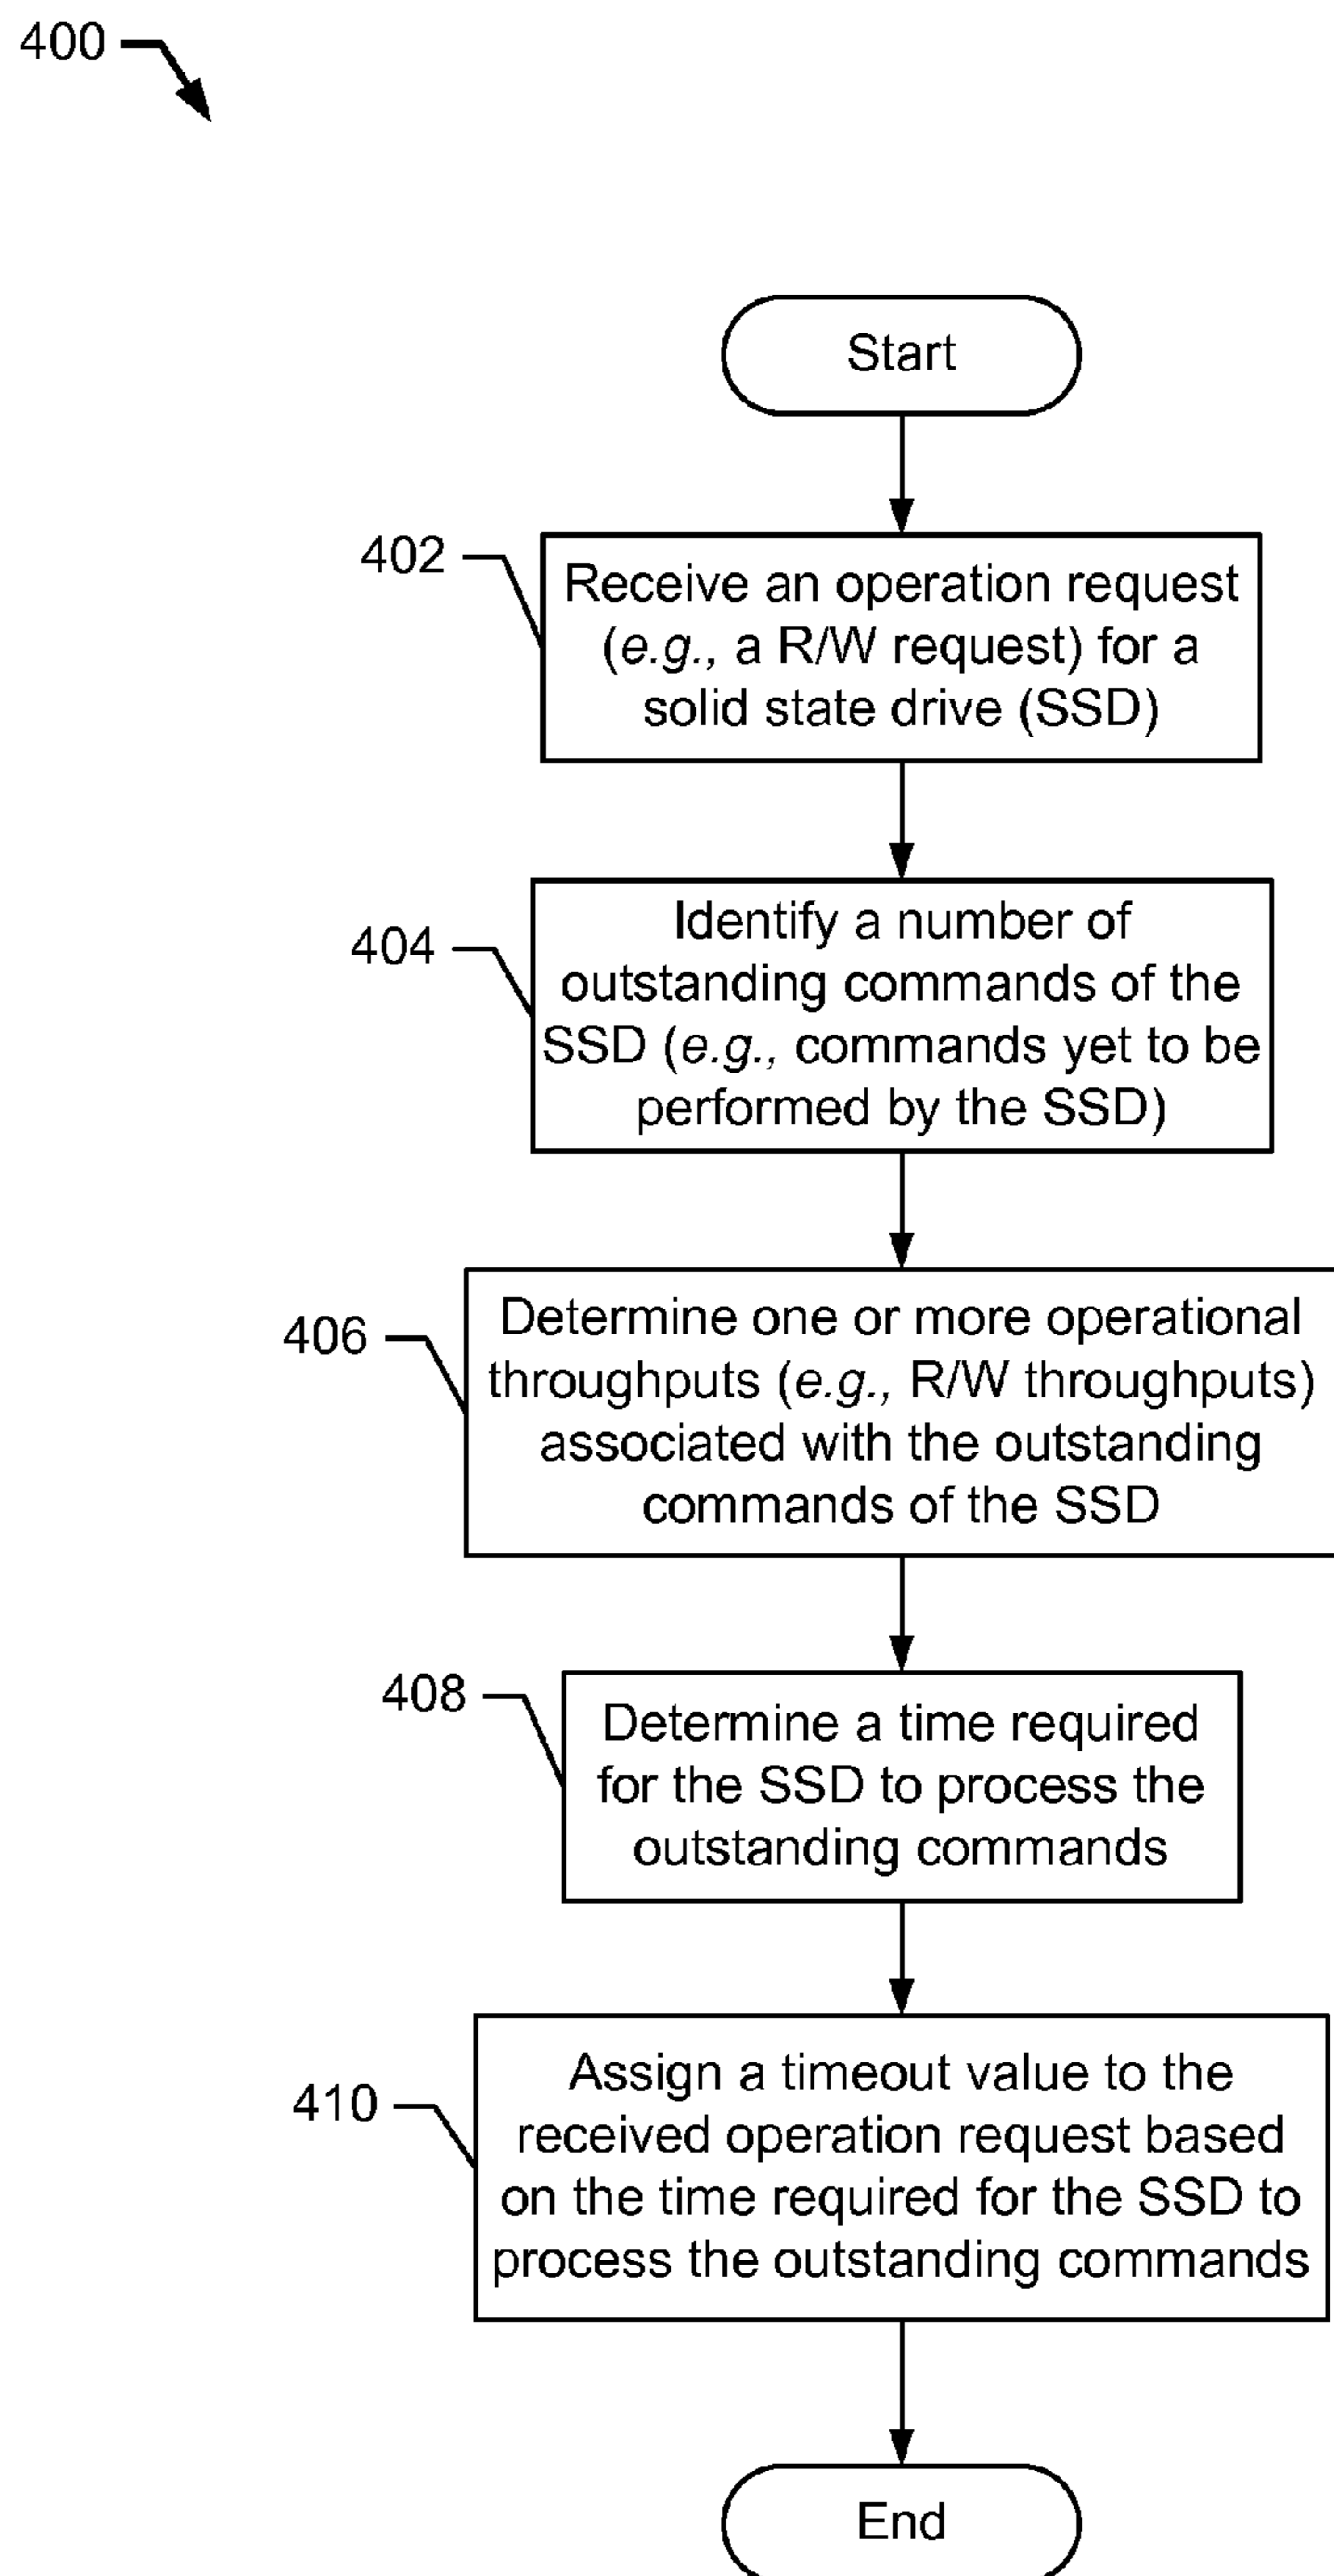 400
Start
402
Receive an operation request
(e.g., a R/W request) for a
solid state drive (SSD)
404
Identify a number of
outstanding commands of the
SSD (e.g., commands yet to be
performed by the SSD)
406
Determine one or more operational
throughputs (e.g., R/W throughputs)
associated with the outstanding
commands of the SSD
408
Determine a time required
for the SSD to process the
outstanding commands
410
Assign a timeout value to the
received operation request based
on the time required for the SSD to
process the outstanding commands
End